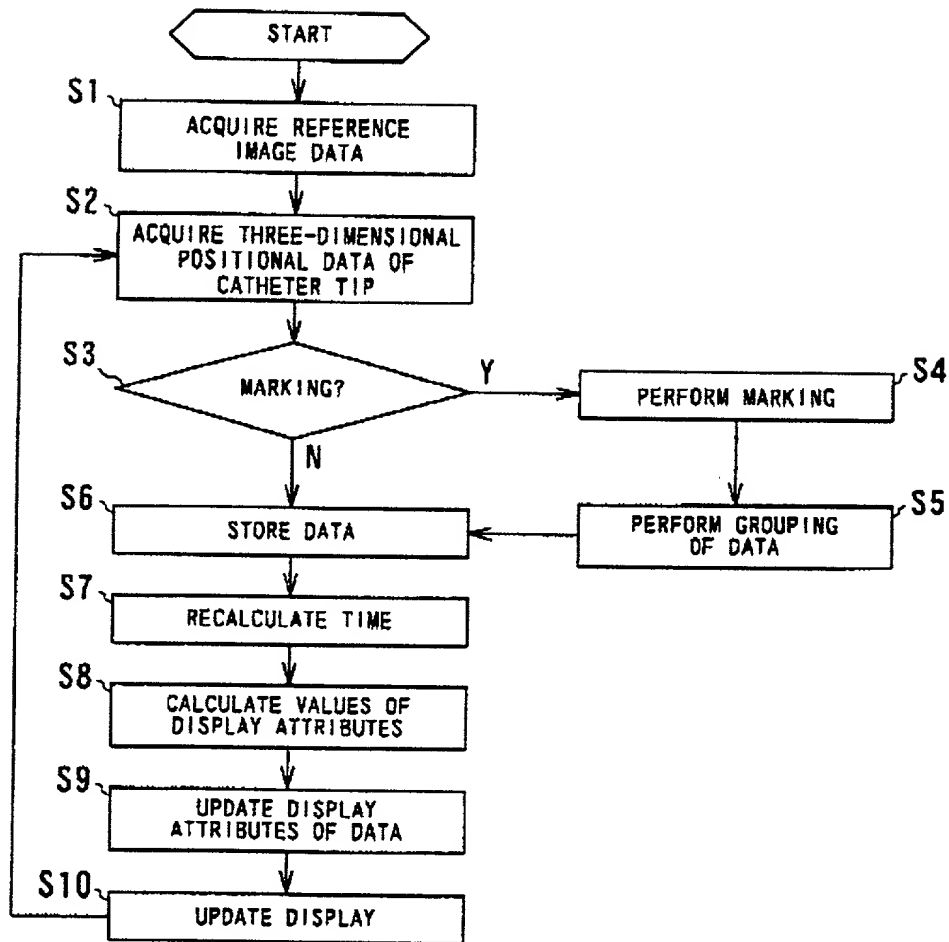 START
S1
ACQUIRE REFERENCE
IMAGE DATA
S2
ACQUIRE THREE-DIMENSIONAL
POSITIONAL DATA OF
CATHETER TIP
S3
MARKING?
Y
S4
PERFORM MARKING
N
S6
STORE DATA
S5
PERFORM GROUPING
OF DATA
S7
RECALCULATE TIME
S8
CALCULATE VALUES OF
DISPLAY ATTRIBUTES
S9
UPDATE DISPLAY
ATTRIBUTES OF DATA
S10
UPDATE DISPLAY